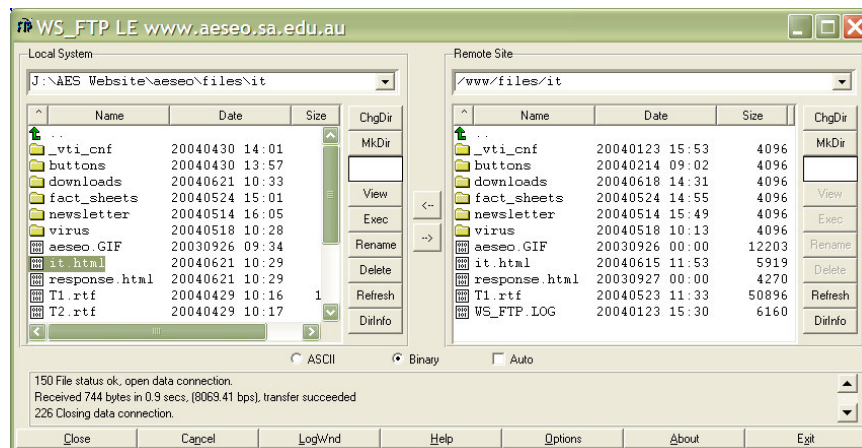 WS_FTP LE www.aeseo.sa.edu.au
Local System
Remote Site
J:\AES Website\aeseo\files\it
/www/files/it
^ Name Date Size
ChgDir
^ Name Date Size
ChgDir
..
MkDir
..
MkDir
_vti_cnf 20040430 14:01
_vti_cnf 20040123 15:53 4096
buttons 20040430 13:57
buttons 20040214 09:02 4096
downloads 20040621 10:33
downloads 20040618 14:31 4096
View
View
fact_sheets 20040524 15:01
<--
fact_sheets 20040524 14:55 4096
newsletter 20040514 16:05
Exec
newsletter 20040514 15:49 4096
Exec
virus 20040518 10:28
virus 20040518 10:13 4096
aeseo.GIF 20030926 09:34
Rename
-->
aeseo.GIF 20030926 00:00 12203
Rename
it.html 20040621 10:29
Delete
it.html 20040615 11:53 5919
Delete
response.html 20040621 10:29
response.html 20030927 00:00 4270
T1.rtf 20040429 10:16 1
Refresh
T1.rtf 20040523 11:33 50896
Refresh
T2.rtf 20040429 10:17
DirInfo
WS_FTP.LOG 20040123 15:30 6160
DirInfo
ASCII Binary Auto
150 File status ok, open data connection.
Received 744 bytes in 0.9 secs, (8069.41 bps), transfer succeeded
226 Closing data connection.
Close Cancel LogWnd Help Options About Exit